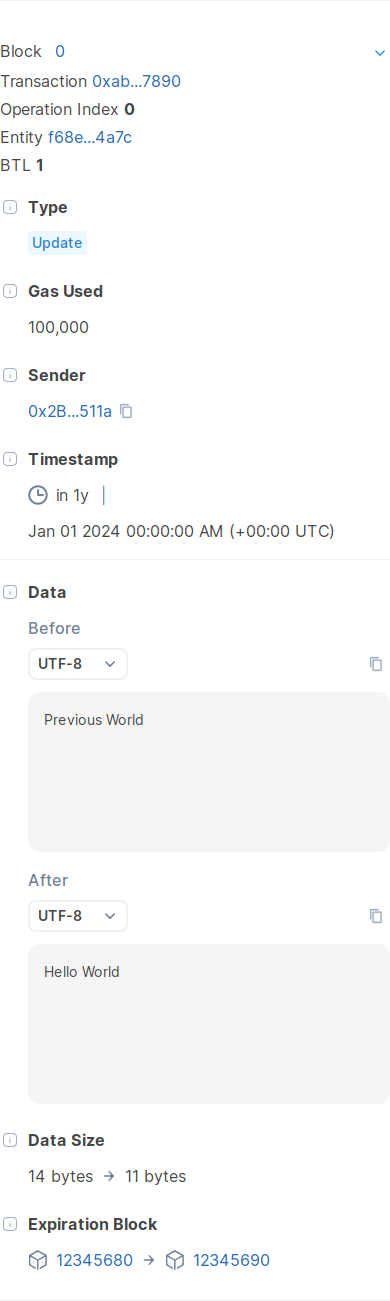 Block 0
Transaction 0xab...7890
Operation Index 0
Entity f68e...4a7c
BTL 1
Type
Update
Gas Used
100,000
Sender
0x2B...511a
Timestamp
in 1y |
Jan 01 2024 00:00:00 AM (+00:00 UTC)
Data
Before
UTF-8
Previous World
After
UTF-8
Hello World
Data Size
14 bytes → 11 bytes
Expiration Block
12345680 → 12345690